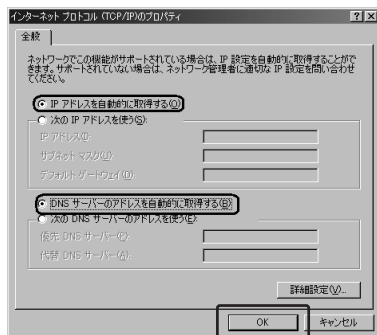 インターネット プロトコル (TCP/IP)のプロパティ
全般
ネットワークでこの機能がサポートされている場合は、IP 設定を自動的に取得することがで
きます。サポートされていない場合は、ネットワーク管理者に適切な IP 設定を問い合わせ
てください。
IP アドレスを自動的に取得する(O)
次の IP アドレスを使う(S):
IP アドレス(I):
サブネット マスク(U):
デフォルト ゲートウェイ(D):
DNS サーバーのアドレスを自動的に取得する(B)
次の DNS サーバーのアドレスを使う(E):
優先 DNS サーバー(P):
代替 DNS サーバー(A):
詳細設定(V)...
OK
キャンセル